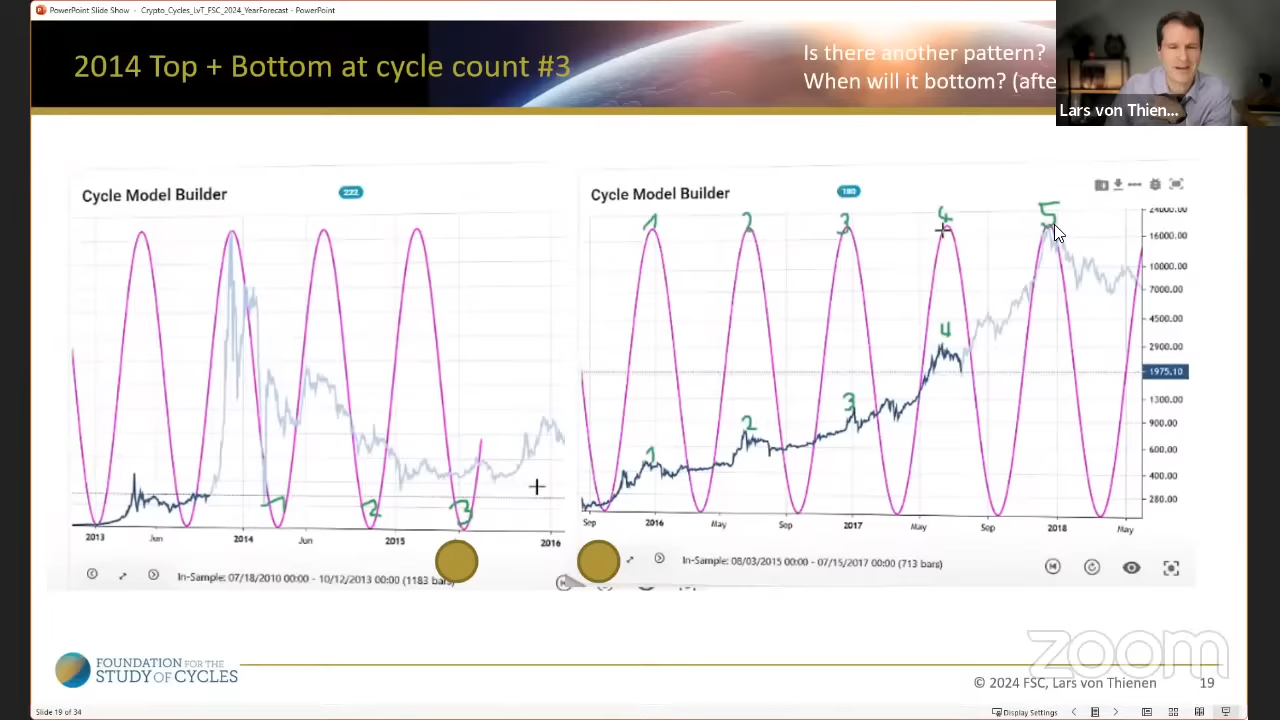 PowerPoint Slide Show - Crypto_Cycles_LvT_FSC_2024_YearForecast - PowerPoint
2014 Top + Bottom at cycle count #3
Is there another pattern?
When will it bottom? (afte
Lars von Thien...
Cycle Model Builder
222
2013
Jun
2014
Jun
2015
2016
1
2
3
In-Sample: 07/18/2010 00:00 - 10/12/2013 00:00 (1183 bars)
Cycle Model Builder
180
1
2
3
4
5
1
2
3
4
24000.00
16000.00
10000.00
7000.00
4500.00
2900.00
1975.10
1300.00
900.00
600.00
400.00
280.00
Sep
2016
May
Sep
2017
May
Sep
2018
May
In-Sample: 08/03/2015 00:00 - 07/15/2017 00:00 (713 bars)
zoom
FOUNDATION FOR THE
STUDY OF CYCLES
© 2024 FSC, Lars von Thienen
19
Slide 19 of 34
Display Settings